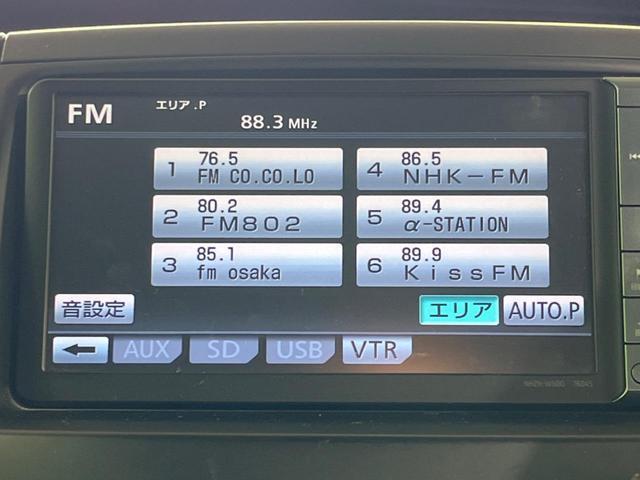 FM
エリア.P
88.3 MHz
1 76.5 FM CO.CO.LO
4 86.5 NHK-FM
2 80.2 FM802
5 89.4 α-STATION
3 85.1 fm osaka
6 89.9 KissFM
音設定
エリア AUTO.P
AUX SD USB VTR